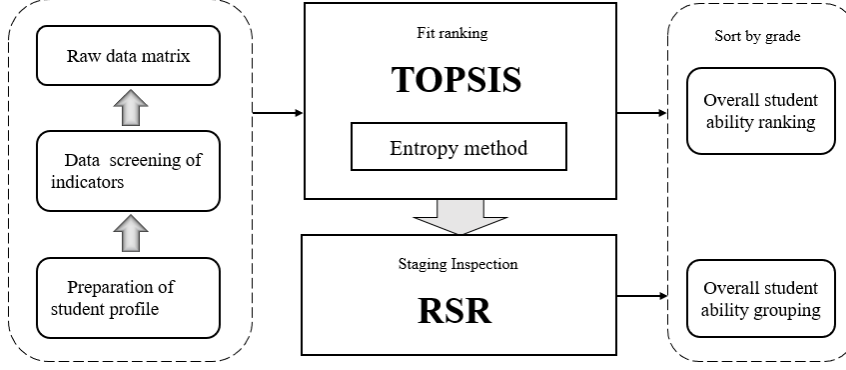 Raw data matrix
Data screening of
indicators
Preparation of
student profile
Fit ranking
TOPSIS
Entropy method
Staging Inspection
RSR
Sort by grade
Overall student
ability ranking
Overall student
ability grouping